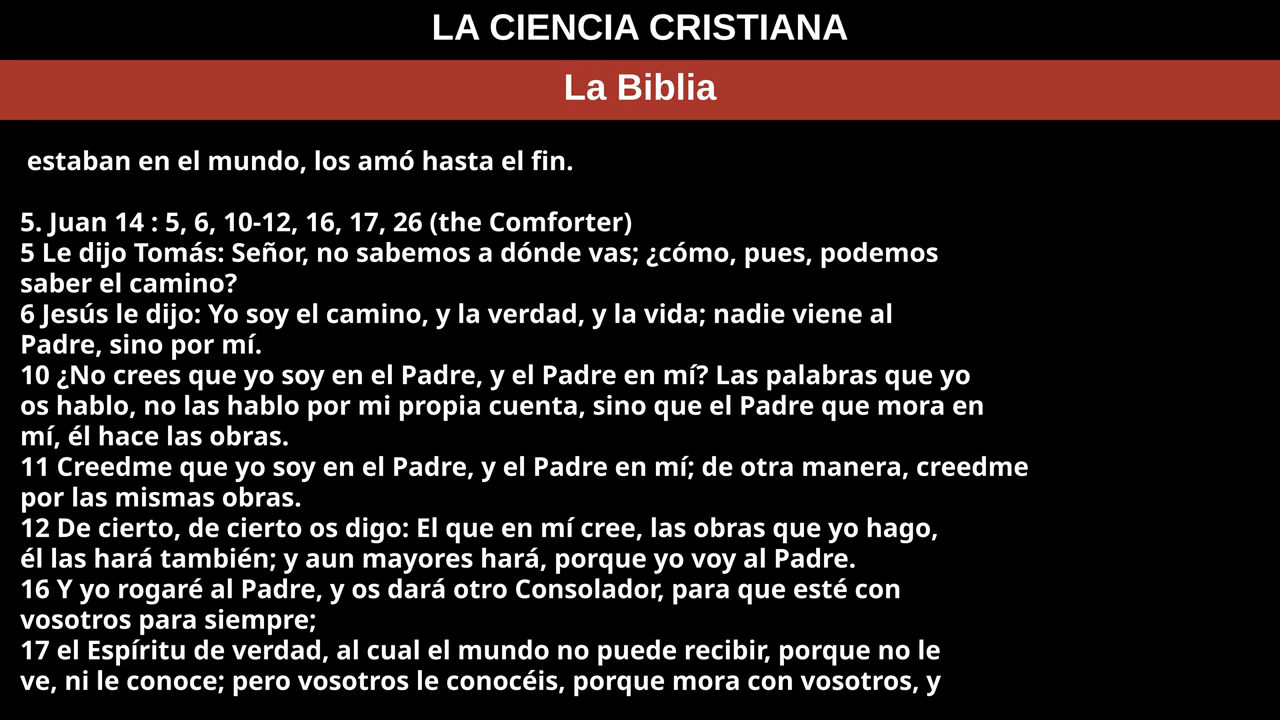 LA CIENCIA CRISTIANA
La Biblia
estaban en el mundo, los amó hasta el fin.
5. Juan 14 : 5, 6, 10-12, 16, 17, 26 (the Comforter)
5 Le dijo Tomás: Señor, no sabemos a dónde vas; ¿cómo, pues, podemos
saber el camino?
6 Jesús le dijo: Yo soy el camino, y la verdad, y la vida; nadie viene al
Padre, sino por mí.
10 ¿No crees que yo soy en el Padre, y el Padre en mí? Las palabras que yo
os hablo, no las hablo por mi propia cuenta, sino que el Padre que mora en
mí, él hace las obras.
11 Creedme que yo soy en el Padre, y el Padre en mí; de otra manera, creedme
por las mismas obras.
12 De cierto, de cierto os digo: El que en mí cree, las obras que yo hago,
él las hará también; y aun mayores hará, porque yo voy al Padre.
16 Y yo rogaré al Padre, y os dará otro Consolador, para que esté con
vosotros para siempre;
17 el Espíritu de verdad, al cual el mundo no puede recibir, porque no le
ve, ni le conoce; pero vosotros le conocéis, porque mora con vosotros, y